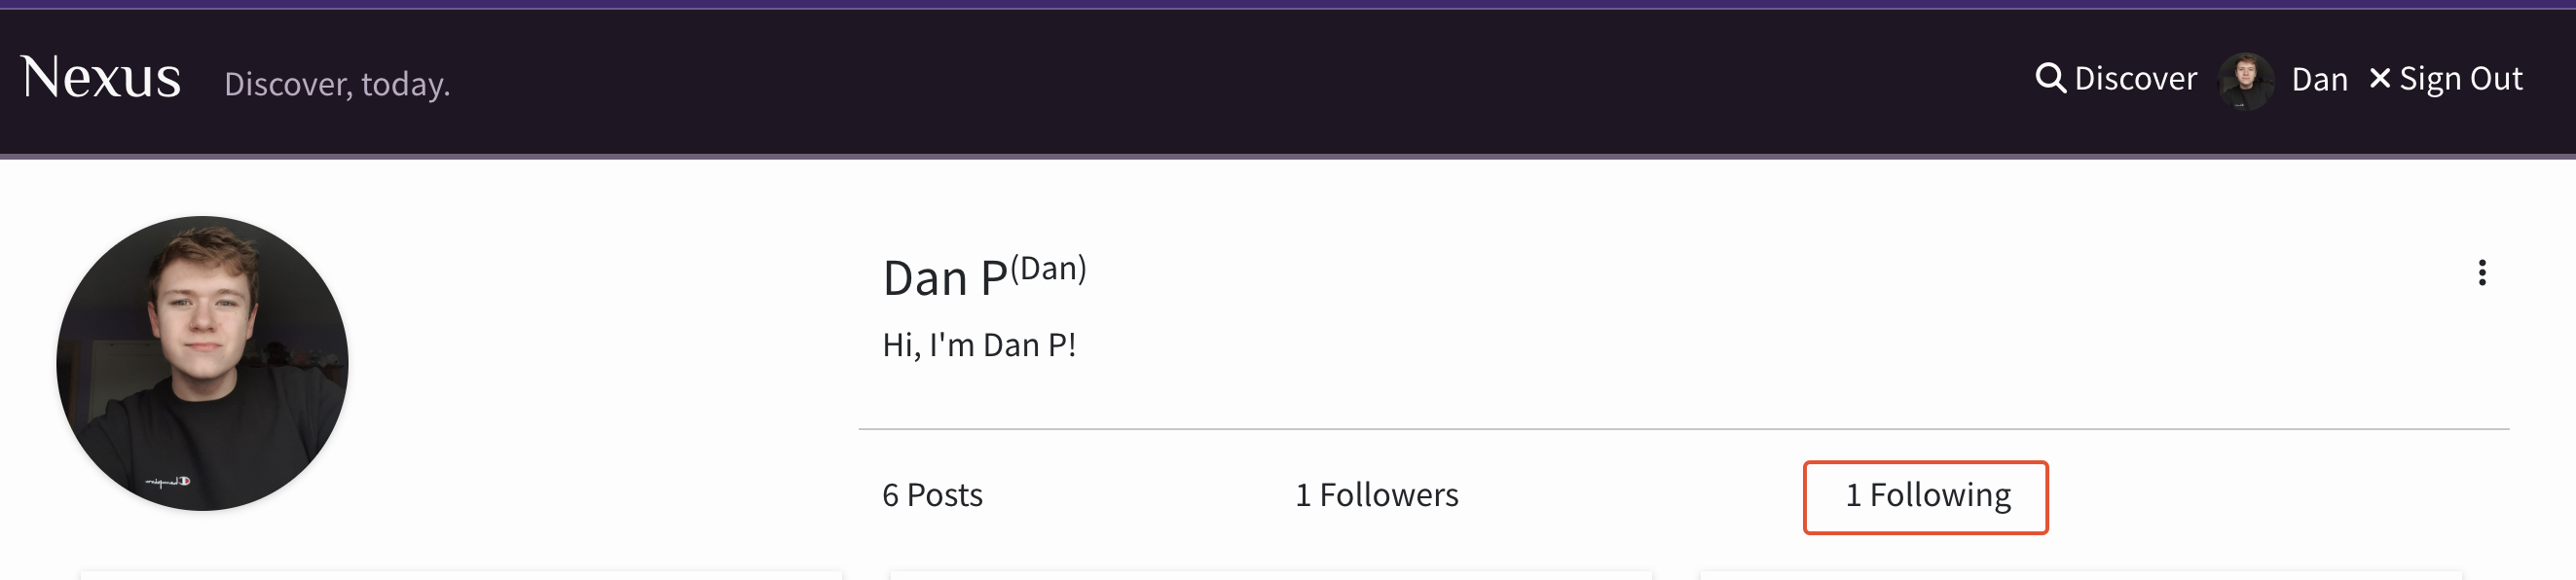 Nexus Discover, today. Discover Dan Sign Out
Dan P(Dan)
Hi, I'm Dan P!
6 Posts 1 Followers 1 Following